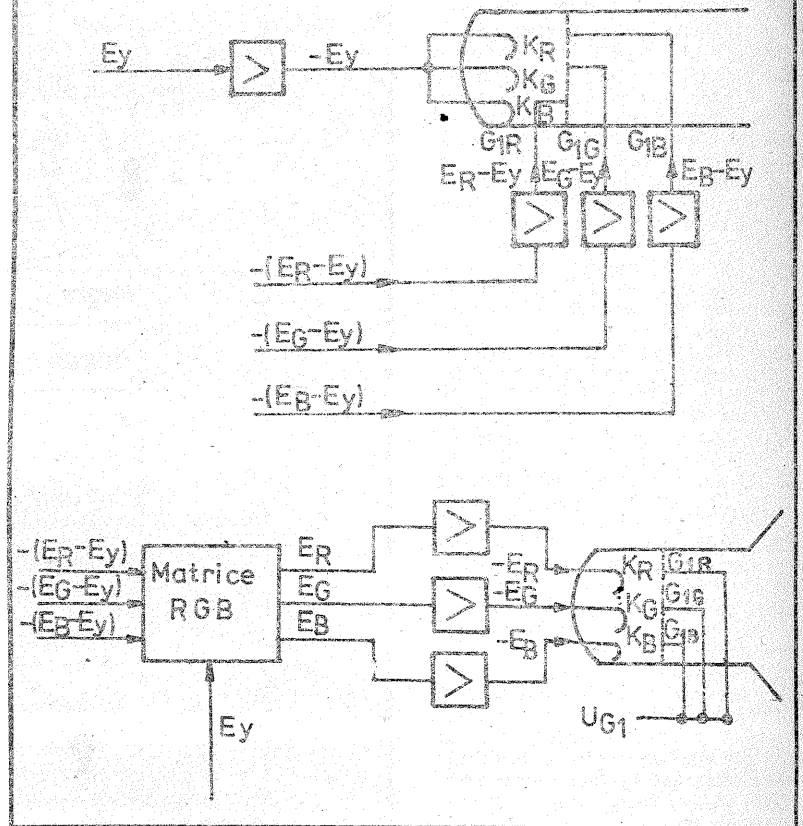 Ey
-Ey
KR
KG
KB
G1R G1G G1B
ER-Ey EG-Ey EB-Ey
> > > >
-(ER-Ey)
-(EG-Ey)
-(EB-Ey)
-(ER-Ey)
-(EG-Ey)
-(EB-Ey)
Matrice
RGB
ER
EG
EB
Ey
> > >
-ER
-EG
-EB
KR G1R
KG G1G
KB G1B
UG1